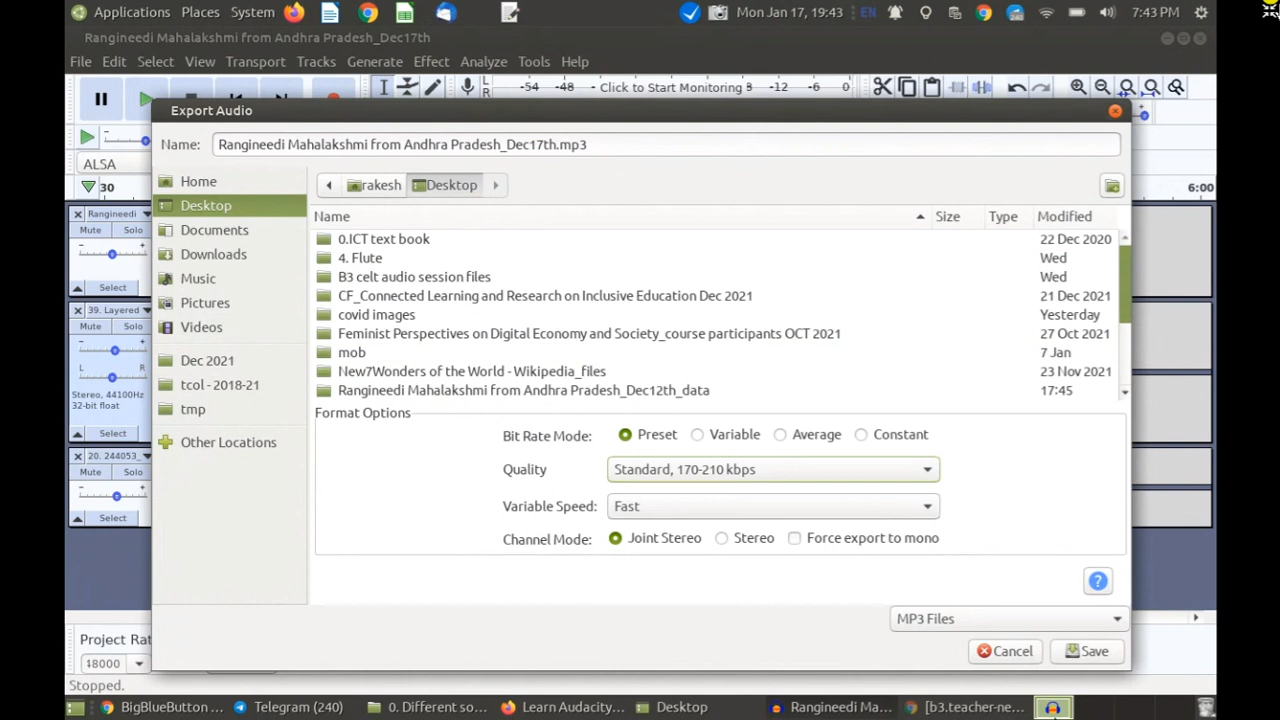 Applications Places System Mon Jan 17, 19:43 EN 7:43 PM
Rangineedi Mahalakshmi from Andhra Pradesh_Dec17th
File Edit Select View Transport Tracks Generate Effect Analyze Tools Help
L R -54 -48 Click to Start Monitoring -12 -6 0
Export Audio
Name: Rangineedi Mahalakshmi from Andhra Pradesh_Dec17th.mp3
ALSA
Home
rakesh Desktop
30
6:00
Desktop
Documents
Downloads
Music
Pictures
Videos
Dec 2021
tcol - 2018-21
tmp
Other Locations
Name Size Type Modified
0.ICT text book 22 Dec 2020
4. Flute Wed
B3 celt audio session files Wed
CF_Connected Learning and Research on Inclusive Education Dec 2021 21 Dec 2021
covid images Yesterday
Feminist Perspectives on Digital Economy and Society_course participants OCT 2021 27 Oct 2021
mob 7 Jan
New7Wonders of the World - Wikipedia_files 23 Nov 2021
Rangineedi Mahalakshmi from Andhra Pradesh_Dec12th_data 17:45
Rangineedi
Mute Solo
Select
39. Layered
Mute Solo
L R
Stereo, 44100Hz
32-bit float
Select
20. 244053_
Mute Solo
Select
Format Options
Bit Rate Mode: Preset Variable Average Constant
Quality Standard, 170-210 kbps
Variable Speed: Fast
Channel Mode: Joint Stereo Stereo Force export to mono
?
MP3 Files
Cancel Save
Project Rat
48000
Stopped.
BigBlueButton ... Telegram (240) 0. Different so... Learn Audacity... Desktop Rangineedi Ma... [b3.teacher-ne...